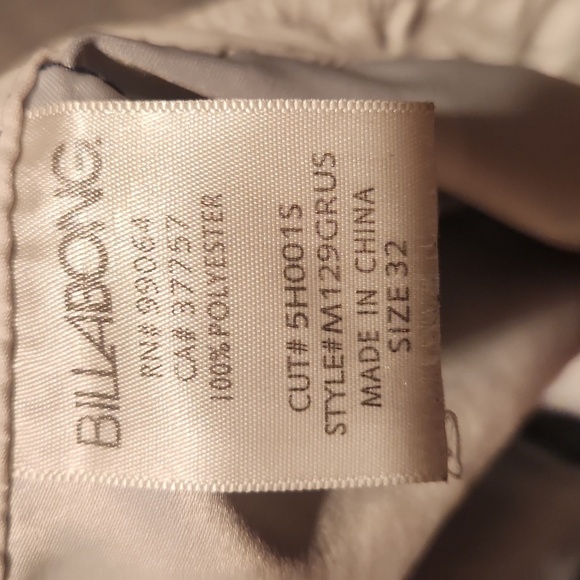 BILLABONG.
RN# 99064
CA# 37757
100% POLYESTER
CUT# 5H001S
STYLE#M129GRUS
MADE IN CHINA
SIZE 32